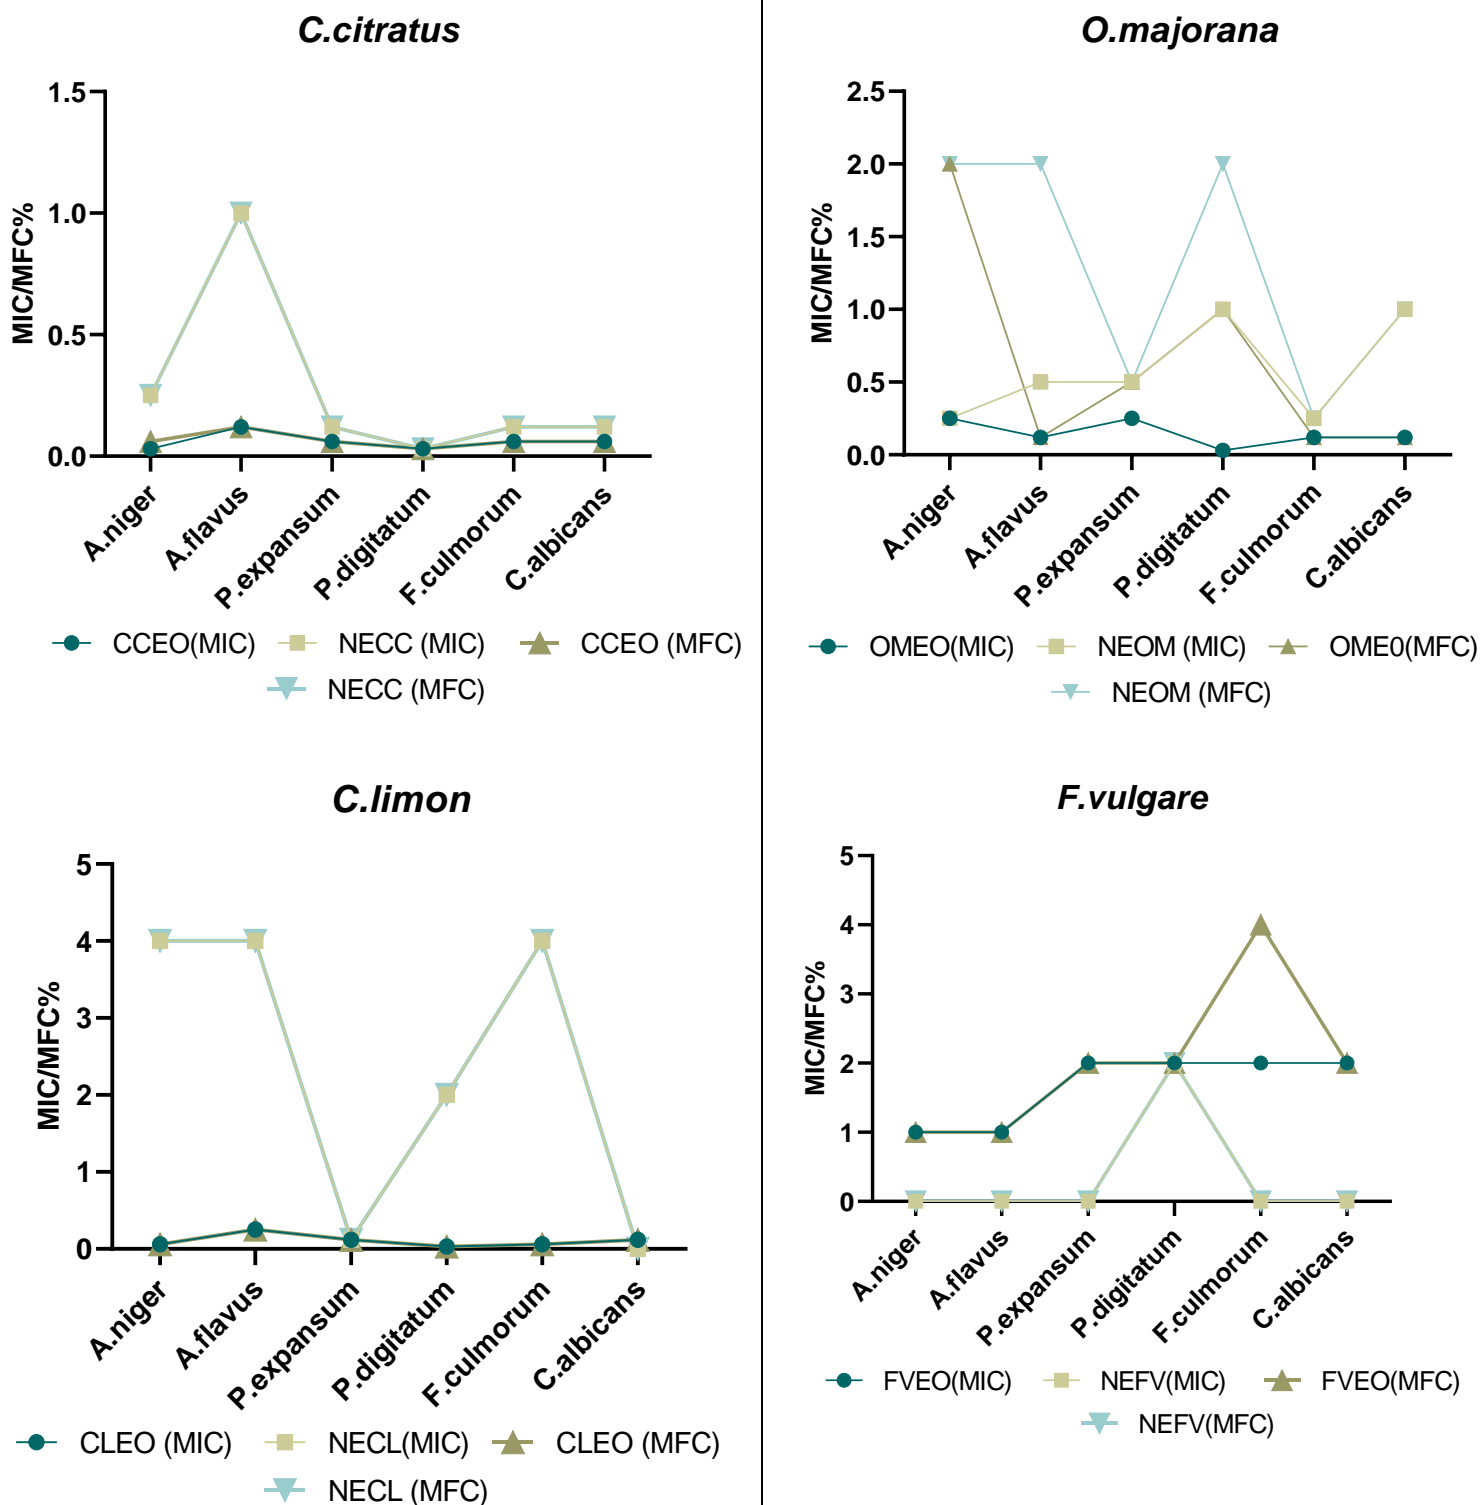 C.citratus
1.5
1.0
0.5
0.0
MIC/MFC%
A.niger
A.flavus
P.expansum
P.digitatum
F.culmorum
C.albicans
CCEO(MIC) NECC (MIC) CCEO (MFC)
NECC (MFC)
O.majorana
2.5
2.0
1.5
1.0
0.5
0.0
MIC/MFC%
A.niger
A.flavus
P.expansum
P.digitatum
F.culmorum
C.albicans
OMEO(MIC) NEOM (MIC) OME0(MFC)
NEOM (MFC)
C.limon
5
4
3
2
1
0
MIC/MFC%
A.niger
A.flavus
P.expansum
P.digitatum
F.culmorum
C.albicans
CLEO (MIC) NECL(MIC) CLEO (MFC)
NECL (MFC)
F.vulgare
5
4
3
2
1
0
MIC/MFC%
A.niger
A.flavus
P.expansum
P.digitatum
F.culmorum
C.albicans
FVEO(MIC) NEFV(MIC) FVEO(MFC)
NEFV(MFC)